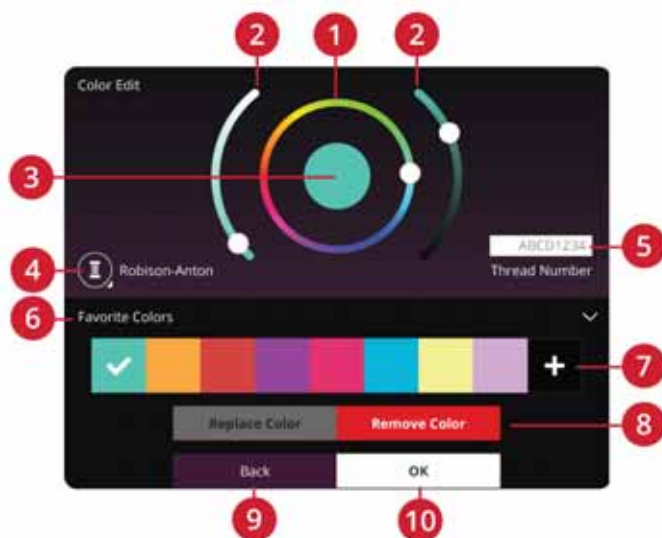 2 1 2
Color Edit
3
ABCD1234 5
4 Robison-Anton Thread Number
6 Favorite Colors
7
Replace Color Remove Color 8
Back OK
9 10